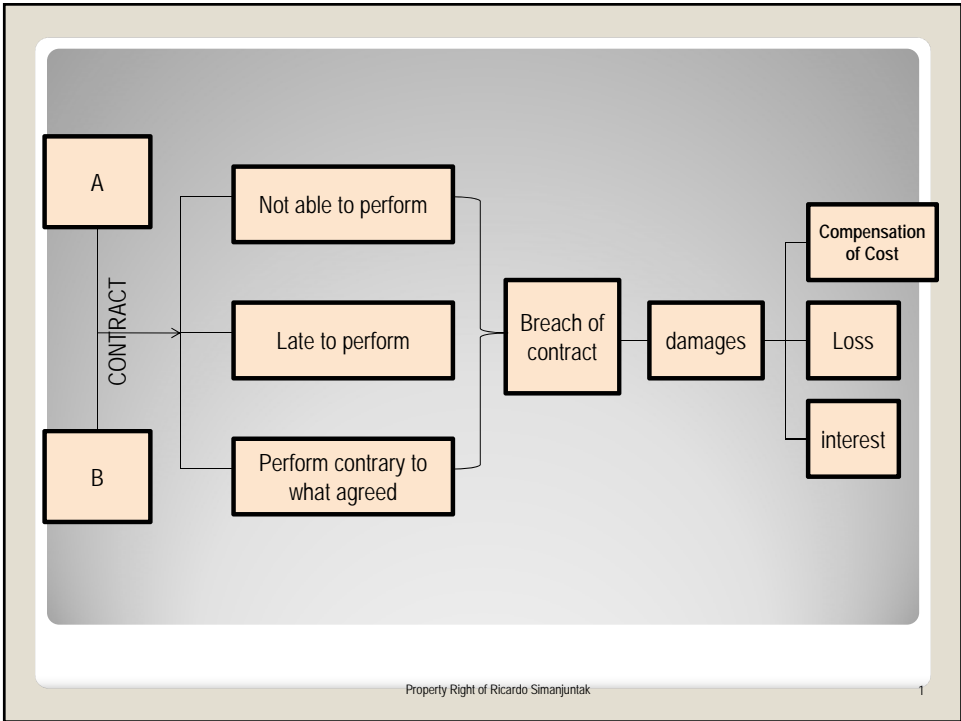 A
CONTRACT
B
Not able to perform
Late to perform
Perform contrary to
what agreed
Breach of
contract
damages
Compensation
of Cost
Loss
interest
Property Right of Ricardo Simanjuntak
1